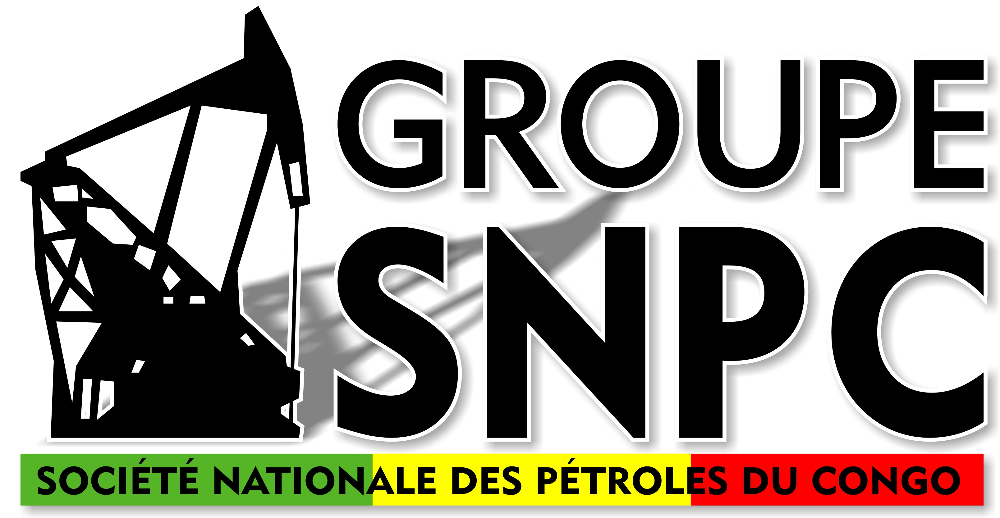 GROUPE
SNPC
SOCIÉTÉ NATIONALE DES PÉTROLES DU CONGO